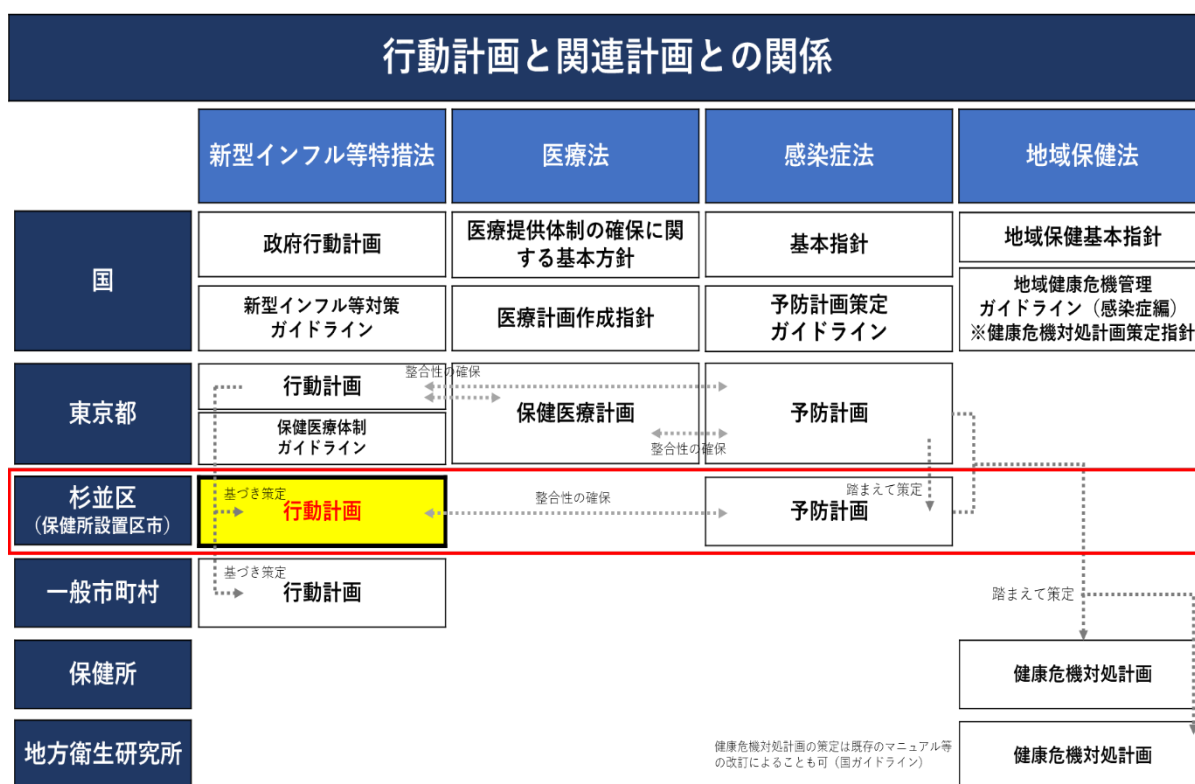 行動計画と関連計画との関係
新型インフル等特措法
医療法
感染症法
地域保健法
国
政府行動計画
医療提供体制の確保に関
する基本方針
基本指針
地域保健基本指針
新型インフル等対策
ガイドライン
医療計画作成指針
予防計画策定
ガイドライン
地域健康危機管理
ガイドライン（感染症編）
※健康危機対処計画策定指針
東京都
行動計画
整合性の確保
保健医療体制
ガイドライン
保健医療計画
整合性の確保
予防計画
杉並区
（保健所設置区市）
基づき策定
行動計画
整合性の確保
踏まえて策定
予防計画
一般市町村
基づき策定
行動計画
踏まえて策定
保健所
健康危機対処計画
地方衛生研究所
健康危機対処計画の策定は既存のマニュアル等
の改訂によることも可（国ガイドライン）
健康危機対処計画